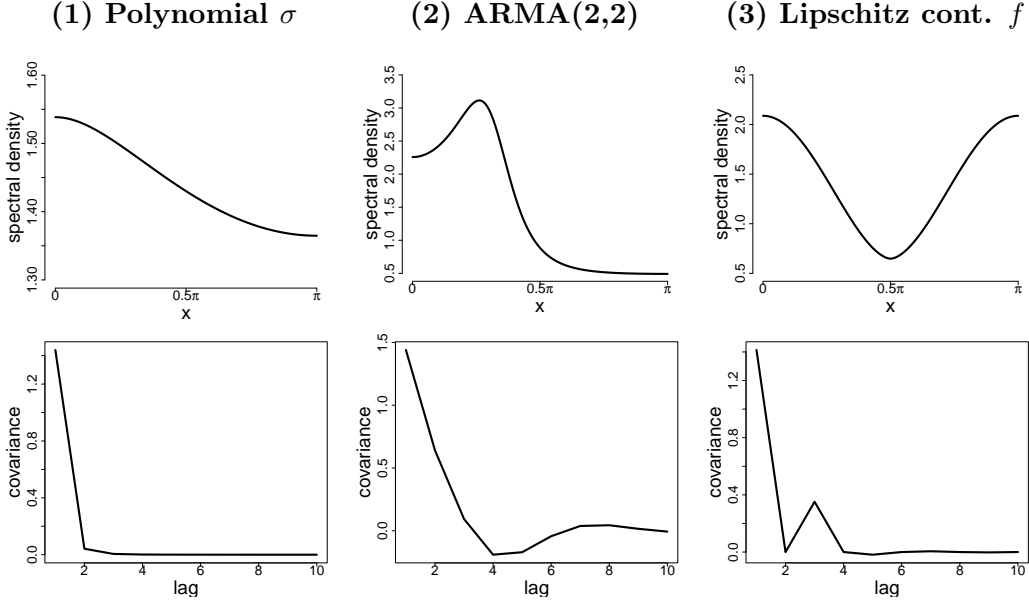 (1) Polynomial σ
(2) ARMA(2,2)
(3) Lipschitz cont. f
spectral density
1.30
1.40
1.50
1.60
0
0.5π
π
x
spectral density
0.5
1.0
1.5
2.0
2.5
3.0
3.5
0
0.5π
π
x
spectral density
0.5
1.0
1.5
2.0
2.5
0
0.5π
π
x
covariance
0.0
0.4
0.8
1.2
2
4
6
8
10
lag
covariance
0.0
0.5
1.0
1.5
2
4
6
8
10
lag
covariance
0.0
0.4
0.8
1.2
2
4
6
8
10
lag